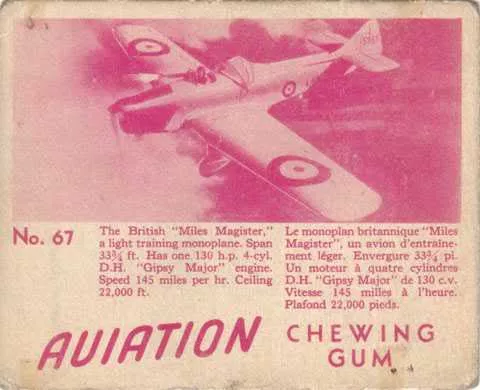 No. 67
The British "Miles Magister,"
a light training monoplane. Span
33¾ ft. Has one 130 h.p. 4-cyl.
D.H. "Gipsy Major" engine.
Speed 145 miles per hr. Ceiling
22,000 ft.
Le monoplan britannique "Miles
Magister", un avion d'entraîne-
ment léger. Envergure 33¾ pi.
Un moteur à quatre cylindres
D.H. "Gipsy Major" de 130 c.v.
Vitesse 145 milles à l'heure.
Plafond 22,000 pieds.
AVIATION
CHEWING
GUM